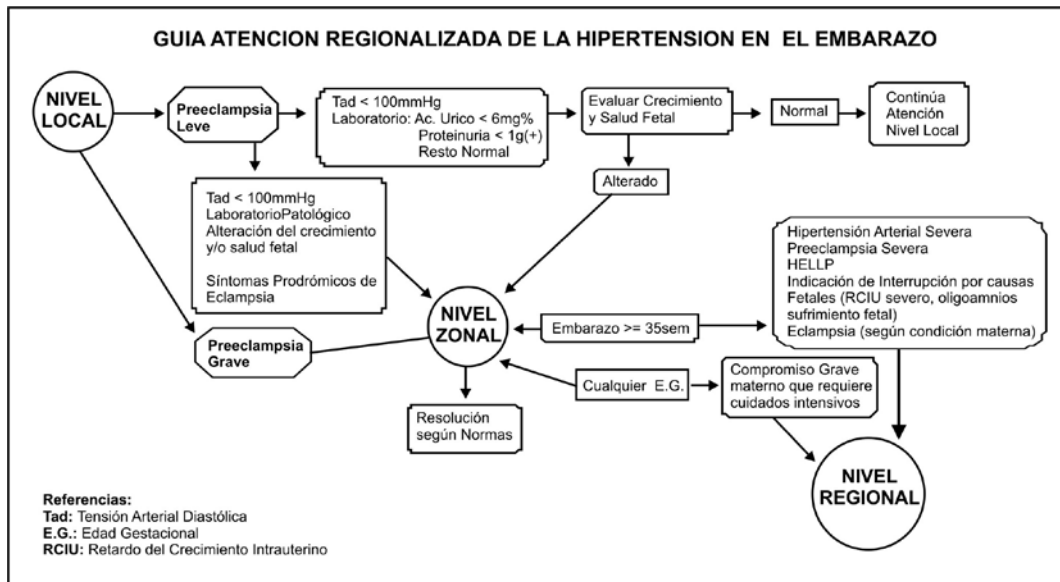 GUIA ATENCION REGIONALIZADA DE LA HIPERTENSION EN EL EMBARAZO
NIVEL
LOCAL
Preeclampsia
Leve
Tad < 100mmHg
Laboratorio: Ac. Urico < 6mg%
Proteinuria < 1g(+)
Resto Normal
Evaluar Crecimiento
y Salud Fetal
Normal
Continúa
Atención
Nivel Local
Alterado
Tad < 100mmHg
LaboratorioPatológico
Alteración del crecimiento
y/o salud fetal
Síntomas Prodrómicos de
Eclampsia
Hipertensión Arterial Severa
Preeclampsia Severa
HELLP
Indicación de Interrupción por causas
Fetales (RCIU severo, oligoamnios
sufrimiento fetal)
Eclampsia (según condición materna)
NIVEL
ZONAL
Embarazo >= 35sem
Preeclampsia
Grave
Cualquier E.G.
Compromiso Grave
materno que requiere
cuidados intensivos
Resolución
según Normas
NIVEL
REGIONAL
Referencias:
Tad: Tensión Arterial Diastólica
E.G.: Edad Gestacional
RCIU: Retardo del Crecimiento Intrauterino